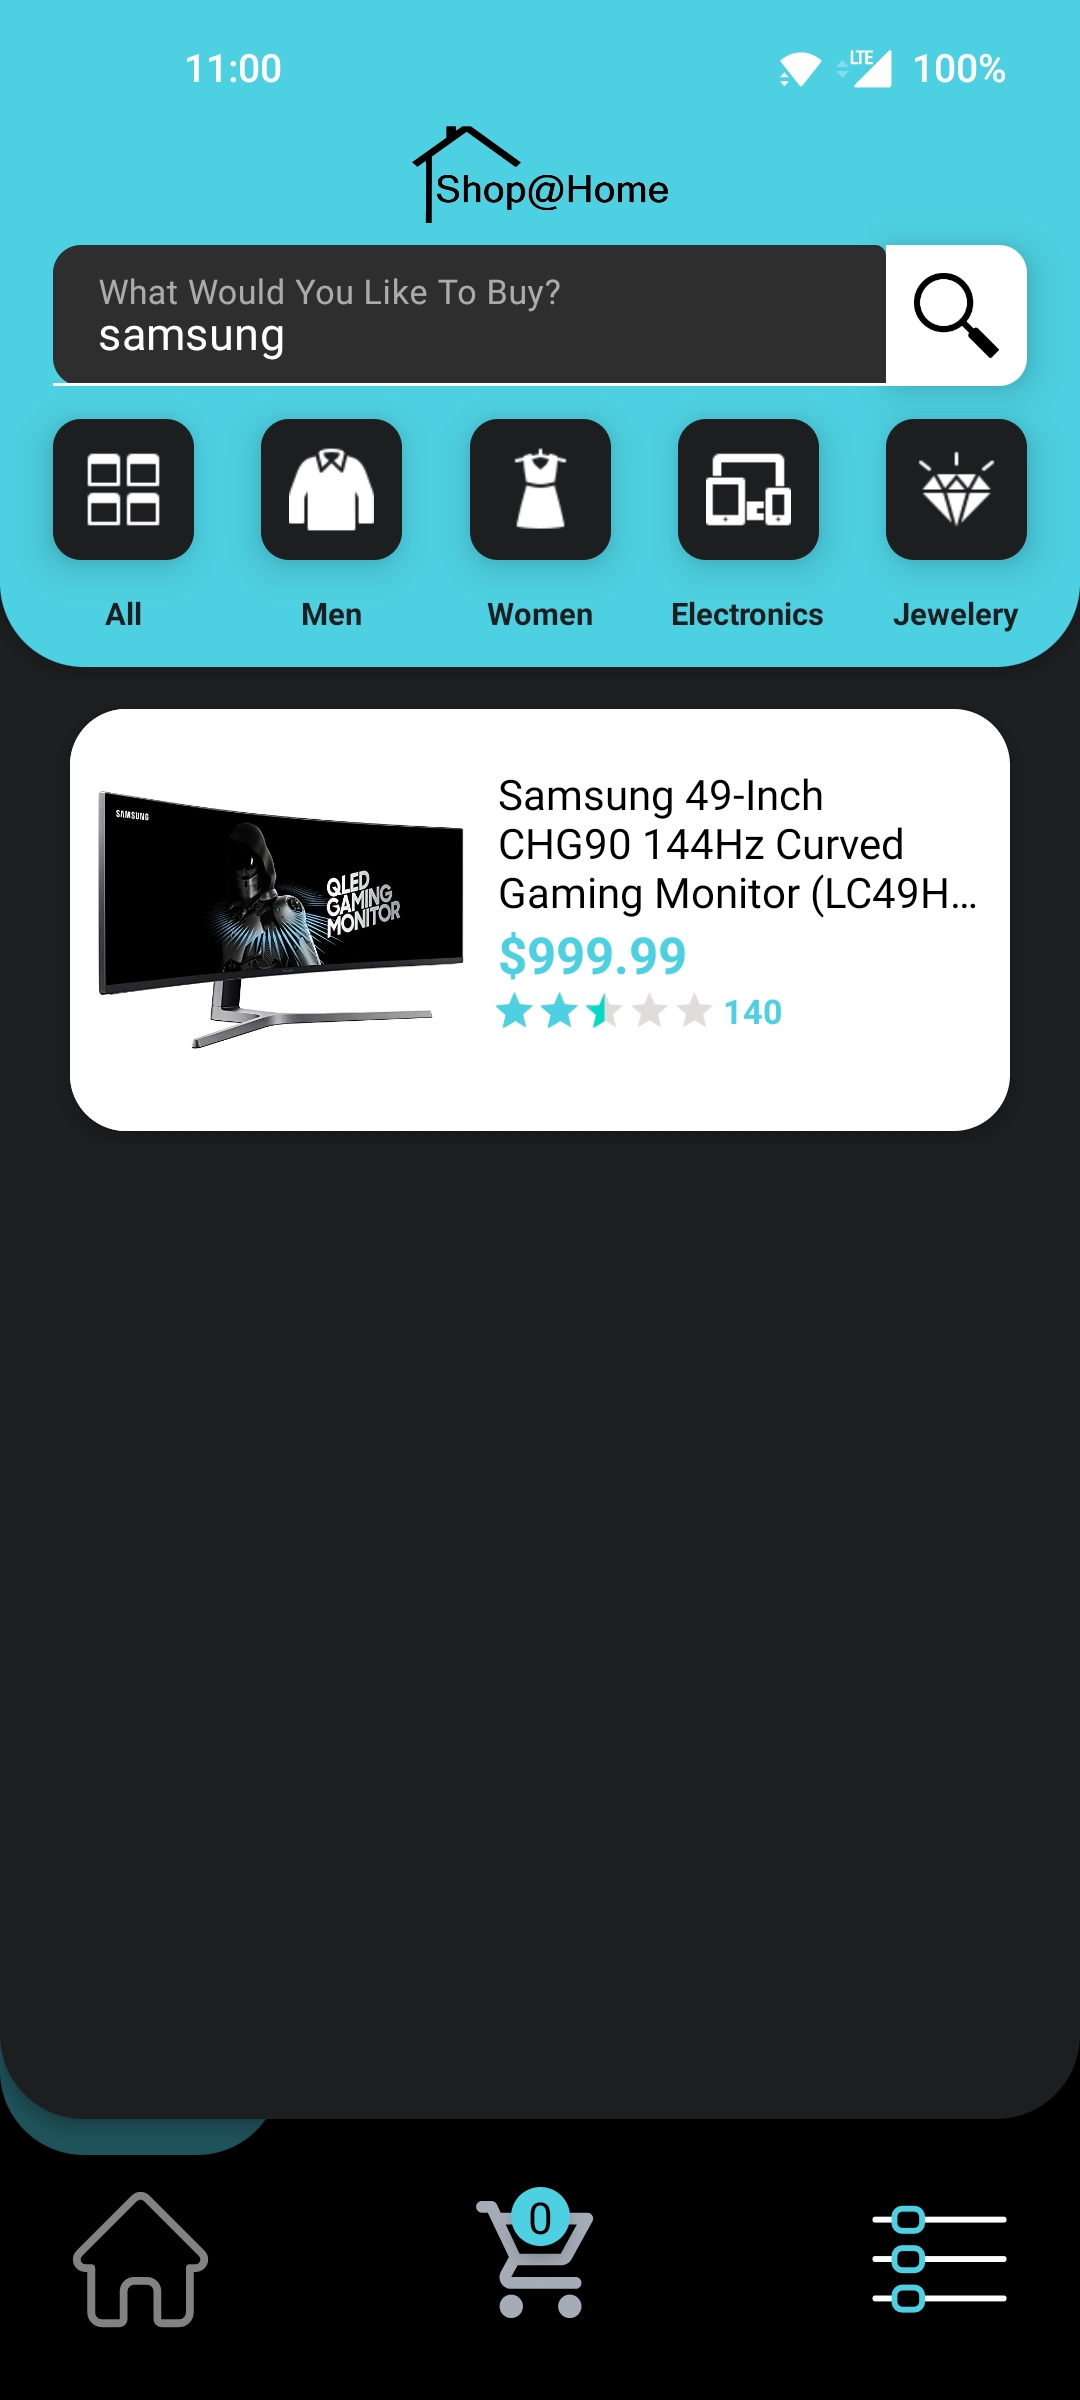 11:00
LTE
100%
Shop@Home
What Would You Like To Buy?
samsung
All
Men
Women
Electronics
Jewelery
SAMSUNG
QLED
GAMING
MONITOR
Samsung 49-Inch
CHG90 144Hz Curved
Gaming Monitor (LC49H…
$999.99
140
0